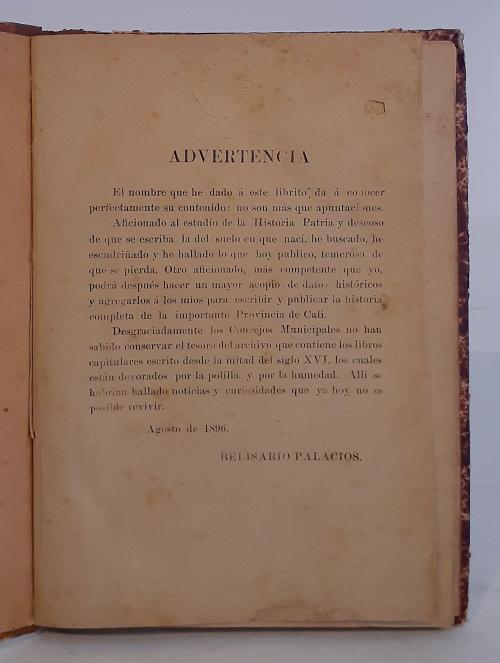 ADVERTENCIA
El nombre que he dado á este librito, da á conocer
perfectamente su contenido: no son más que apuntaciones.
Aficionado al estudio de la Historia Patria y deseoso
de que se escriba la del suelo en que nací, he buscado, he
escudriñado y he hallado lo que hoy publico, temeroso de
que se pierda. Otro aficionado, más competente que yo,
podrá después hacer un mayor acopio de datos históricos
y agregarlos á los míos para escribir y publicar la historia
completa de la importante Provincia de Cali.
Desgraciadamente los Concejos Municipales no han
sabido conservar el tesoro del archivo que contiene los libros
capitulares escrito desde la mitad del siglo XVI, los cuales
están devorados por la polilla y por la humedad. Allí se
habrían hallado noticias y curiosidades que ya hoy no es
posible revivir.
Agosto de 1896.
BELISARIO PALACIOS.